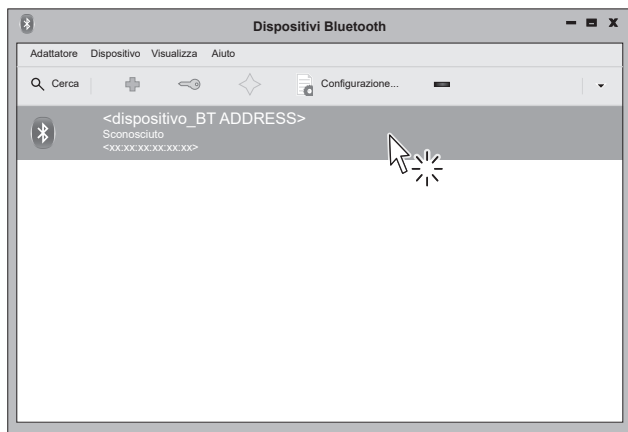 Dispositivi Bluetooth
Adattatore Dispositivo Visualizza Aiuto
Cerca Configurazione...
<dispositivo_BT ADDRESS>
Sconosciuto
<xx:xx:xx:xx:xx:xx>